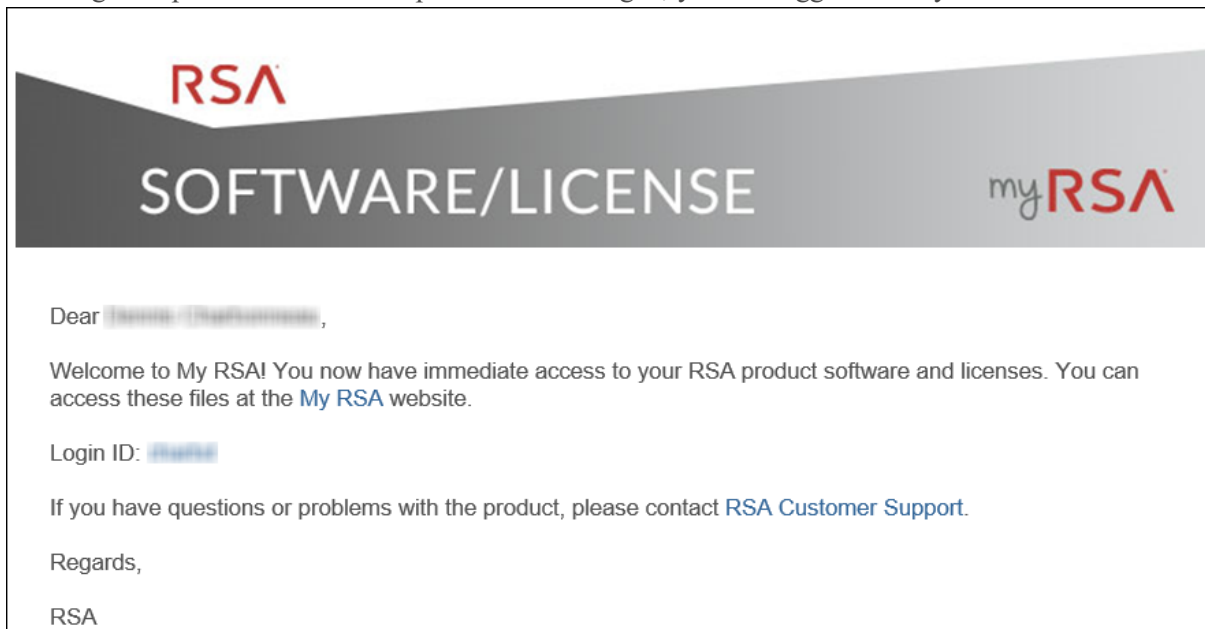 RSA
SOFTWARE/LICENSE
myRSA
Dear ,
Welcome to My RSA! You now have immediate access to your RSA product software and licenses. You can
access these files at the My RSA website.
Login ID:
If you have questions or problems with the product, please contact RSA Customer Support.
Regards,
RSA